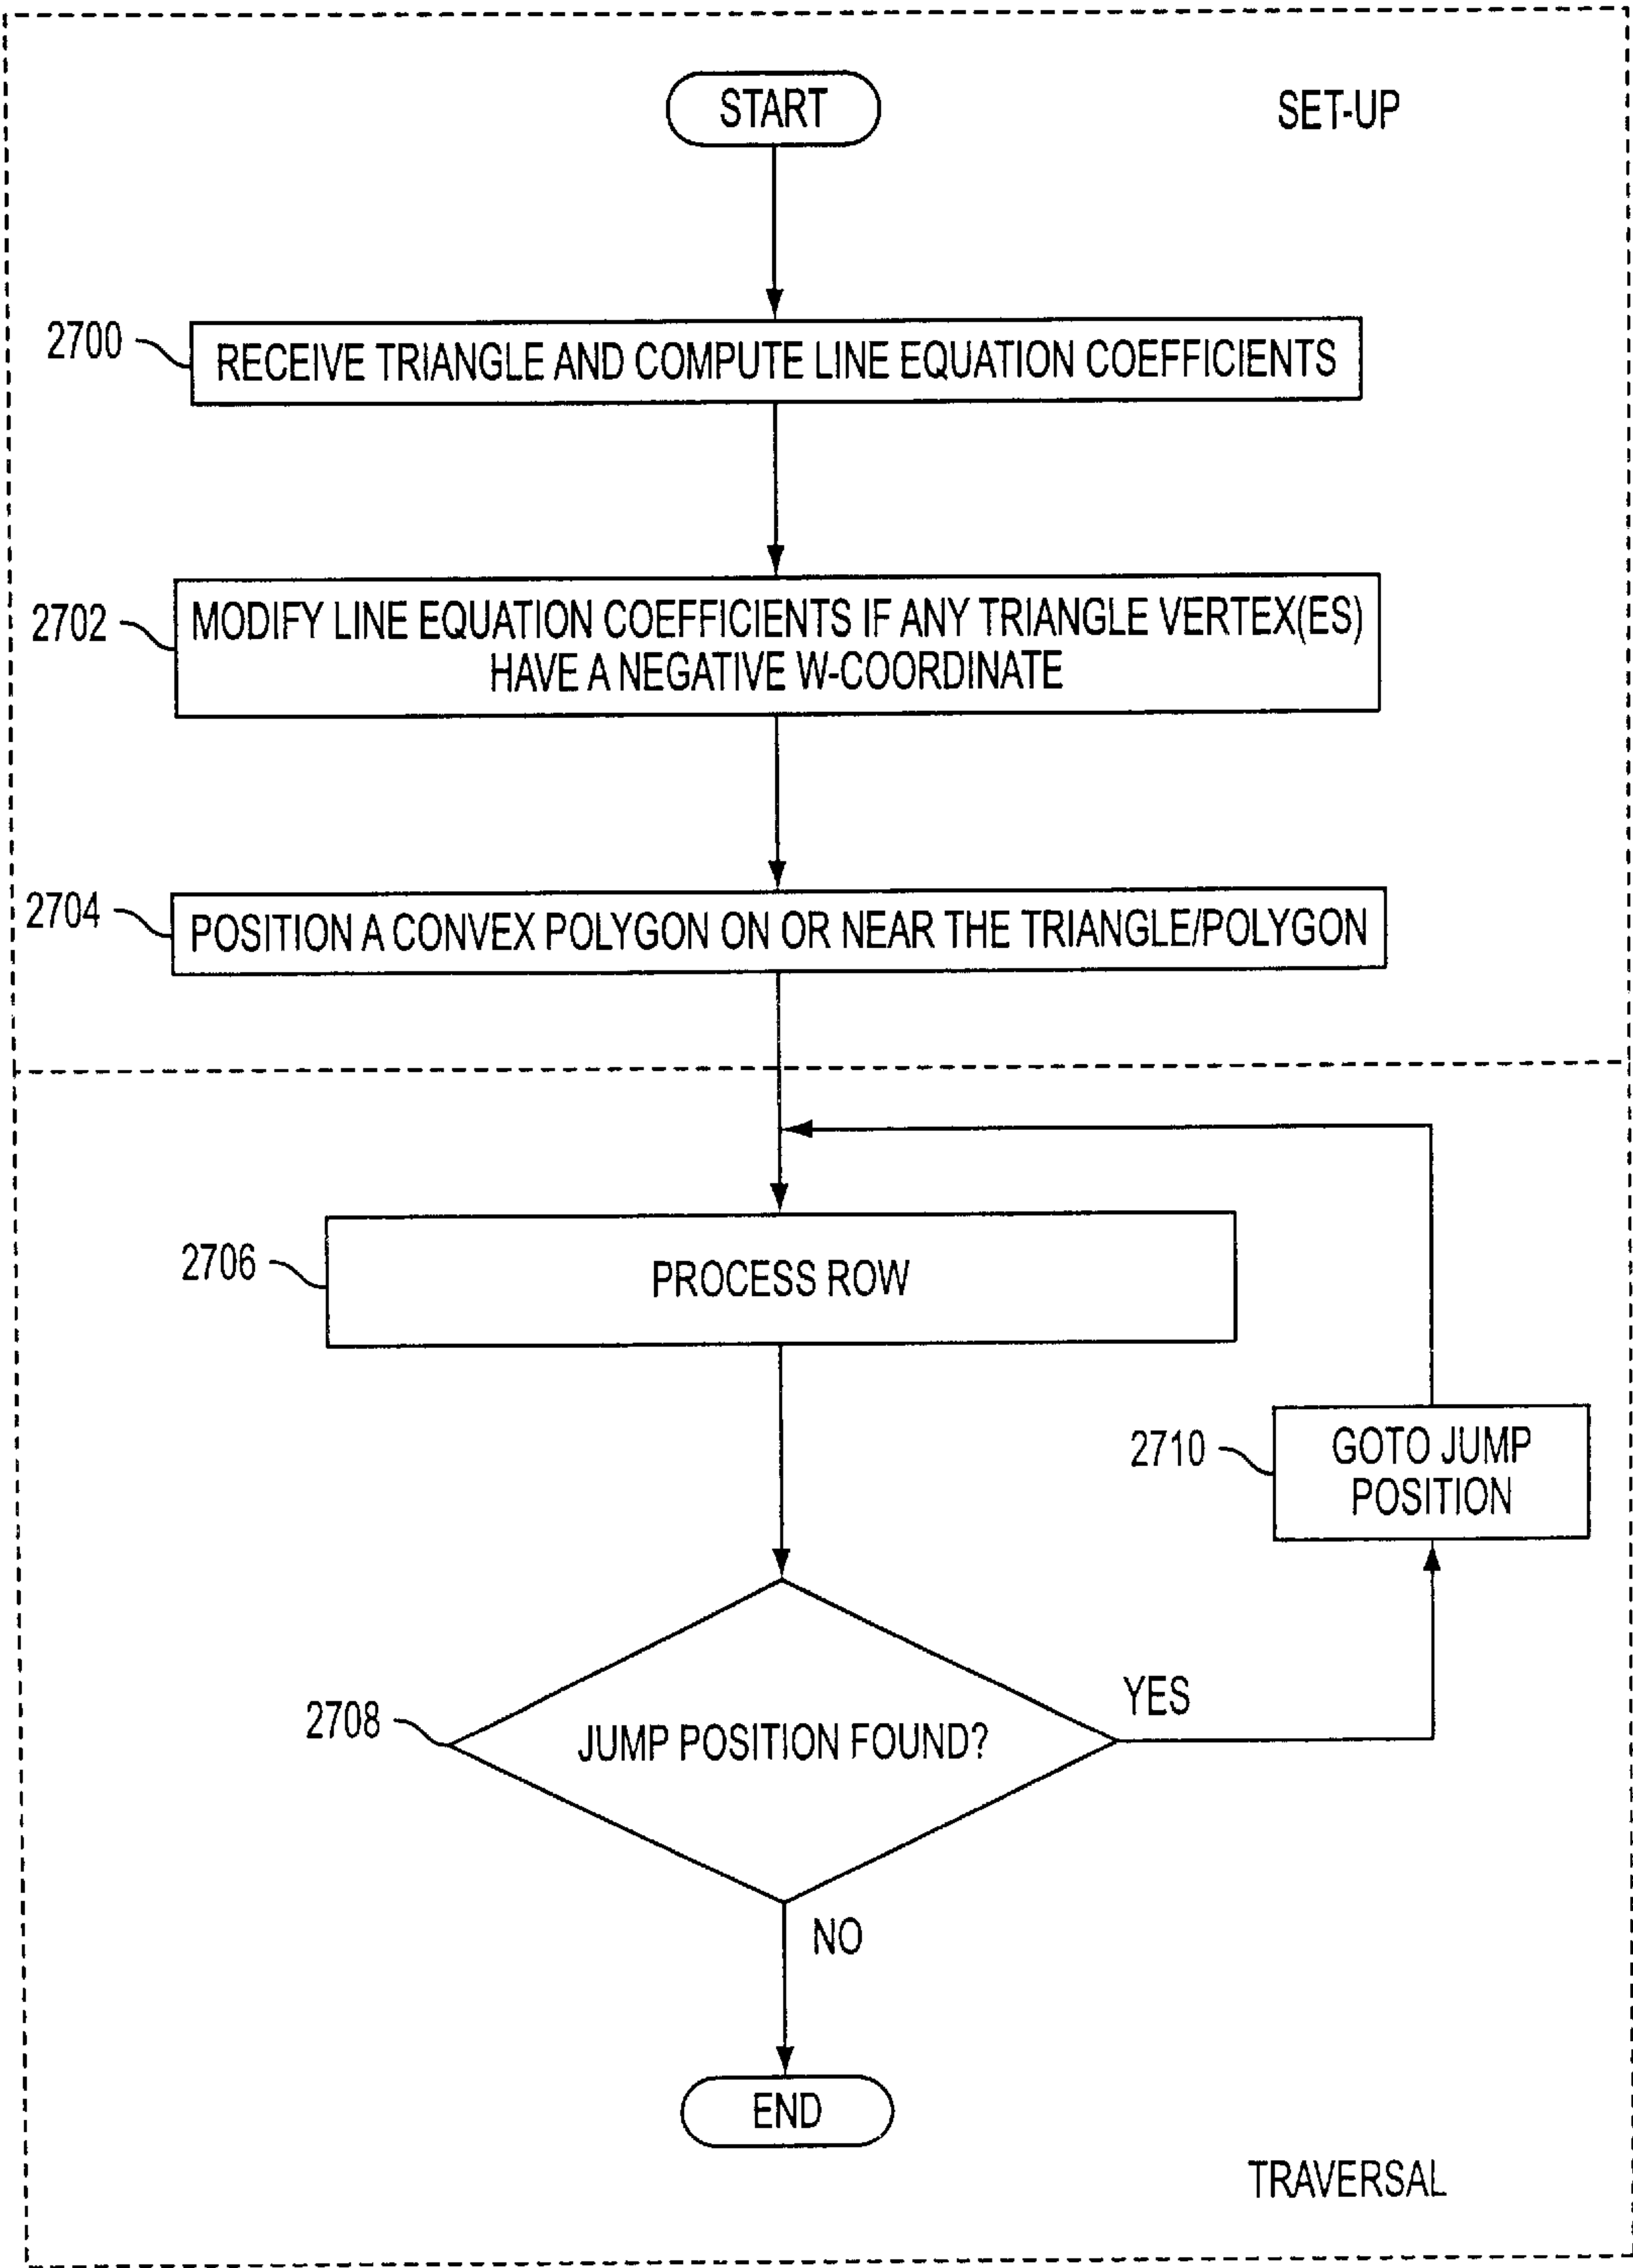 START
SET-UP
2700
RECEIVE TRIANGLE AND COMPUTE LINE EQUATION COEFFICIENTS
2702
MODIFY LINE EQUATION COEFFICIENTS IF ANY TRIANGLE VERTEX(ES)
HAVE A NEGATIVE W-COORDINATE
2704
POSITION A CONVEX POLYGON ON OR NEAR THE TRIANGLE/POLYGON
2706
PROCESS ROW
2710
GOTO JUMP
POSITION
2708
JUMP POSITION FOUND?
YES
NO
END
TRAVERSAL